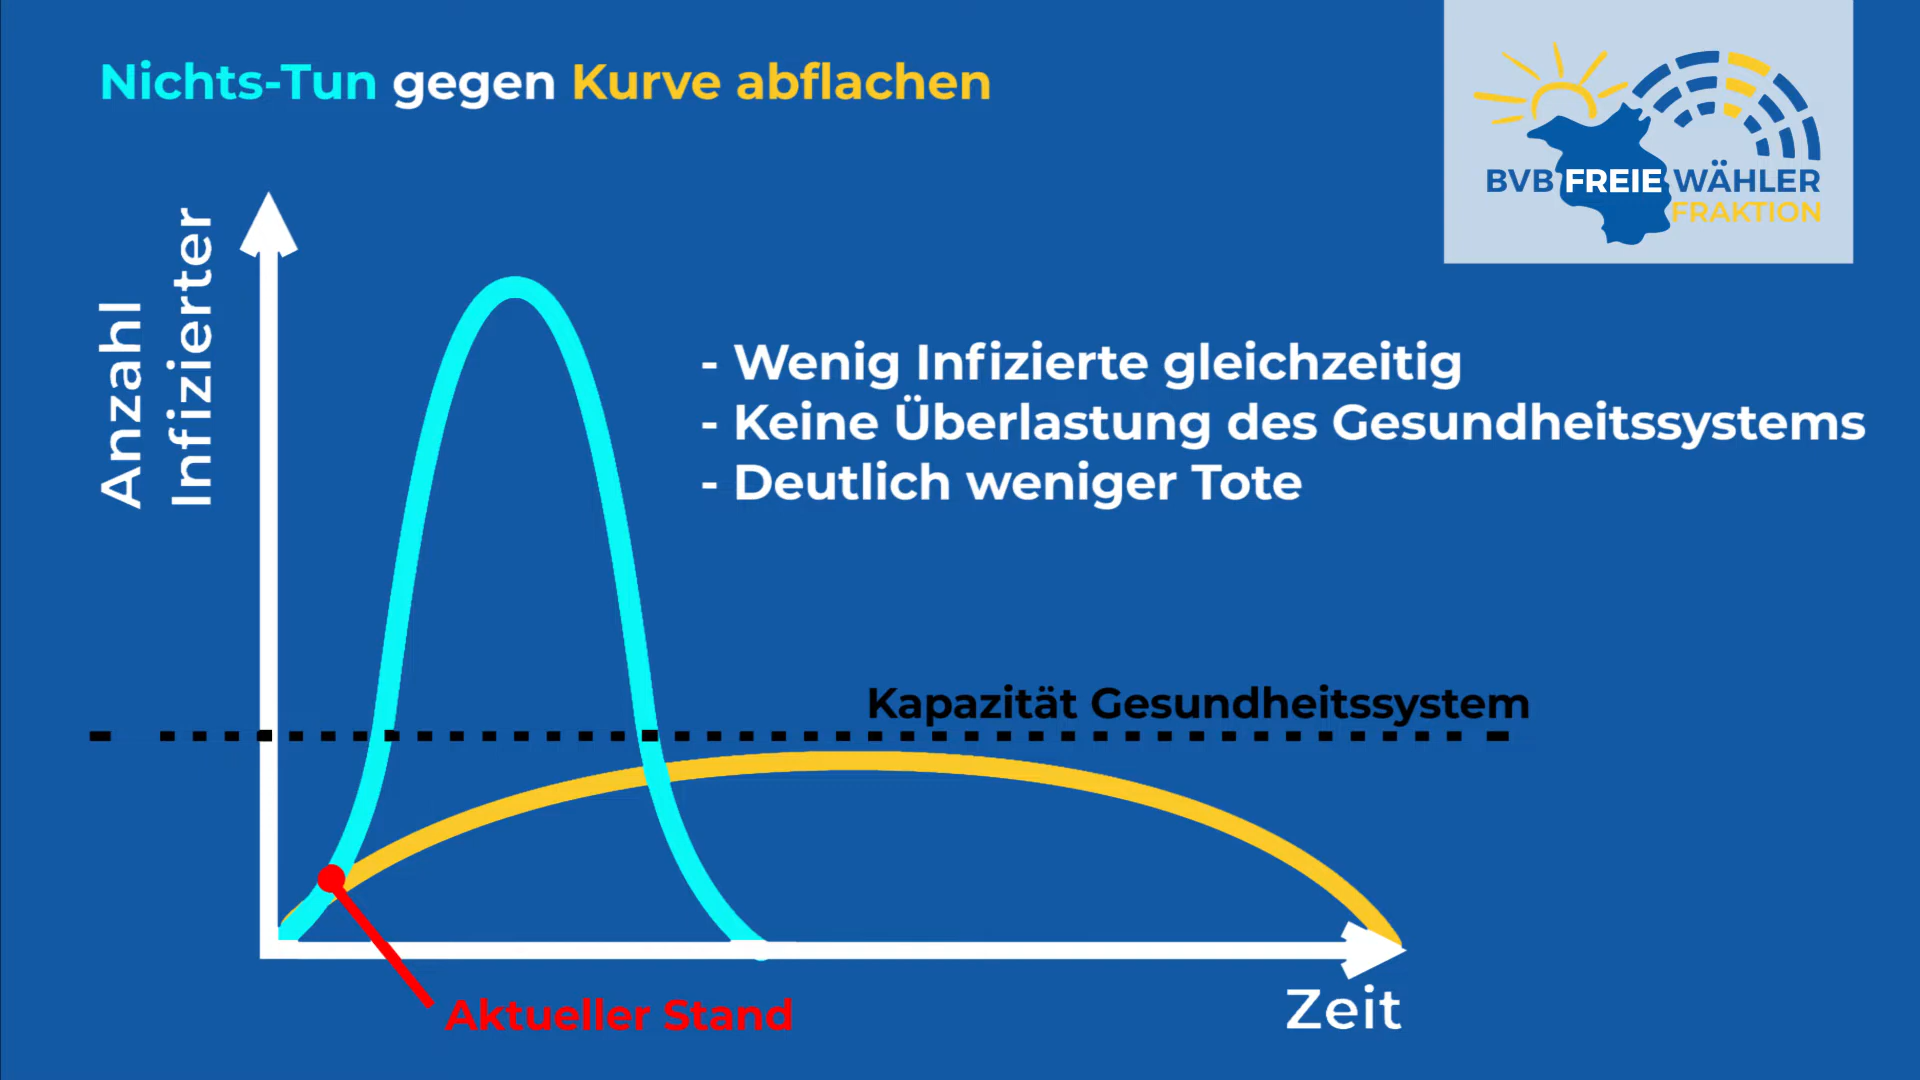 Nichts-Tun gegen Kurve abflachen
BVB FREIE WÄHLER
FRAKTION
Anzahl
Infizierter
- Wenig Infizierte gleichzeitig
- Keine Überlastung des Gesundheitssystems
- Deutlich weniger Tote
Kapazität Gesundheitssystem
Aktueller Stand
Zeit